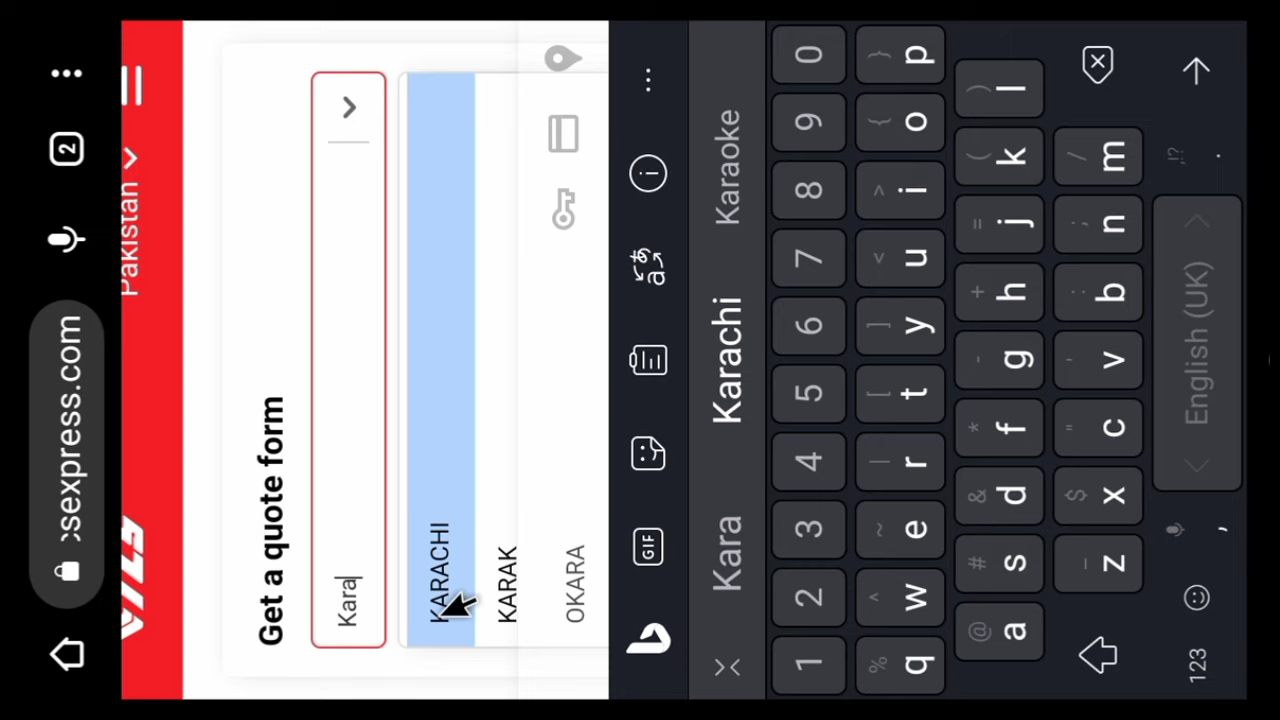 :sexpress.com
2
Pakistan
Get a quote form
Kara
KARACHI
KARAK
OKARA
GIF
Kara Karachi Karaoke
1 2 3 4 5 6 7 8 9 0
% ^ ~ | [ ] < > { }
q w e r t y u i o p
@ # & * - + = ( )
a s d f g h j k l
_ $ " ' : ; /
z x c v b n m
123 , English (UK) . !?